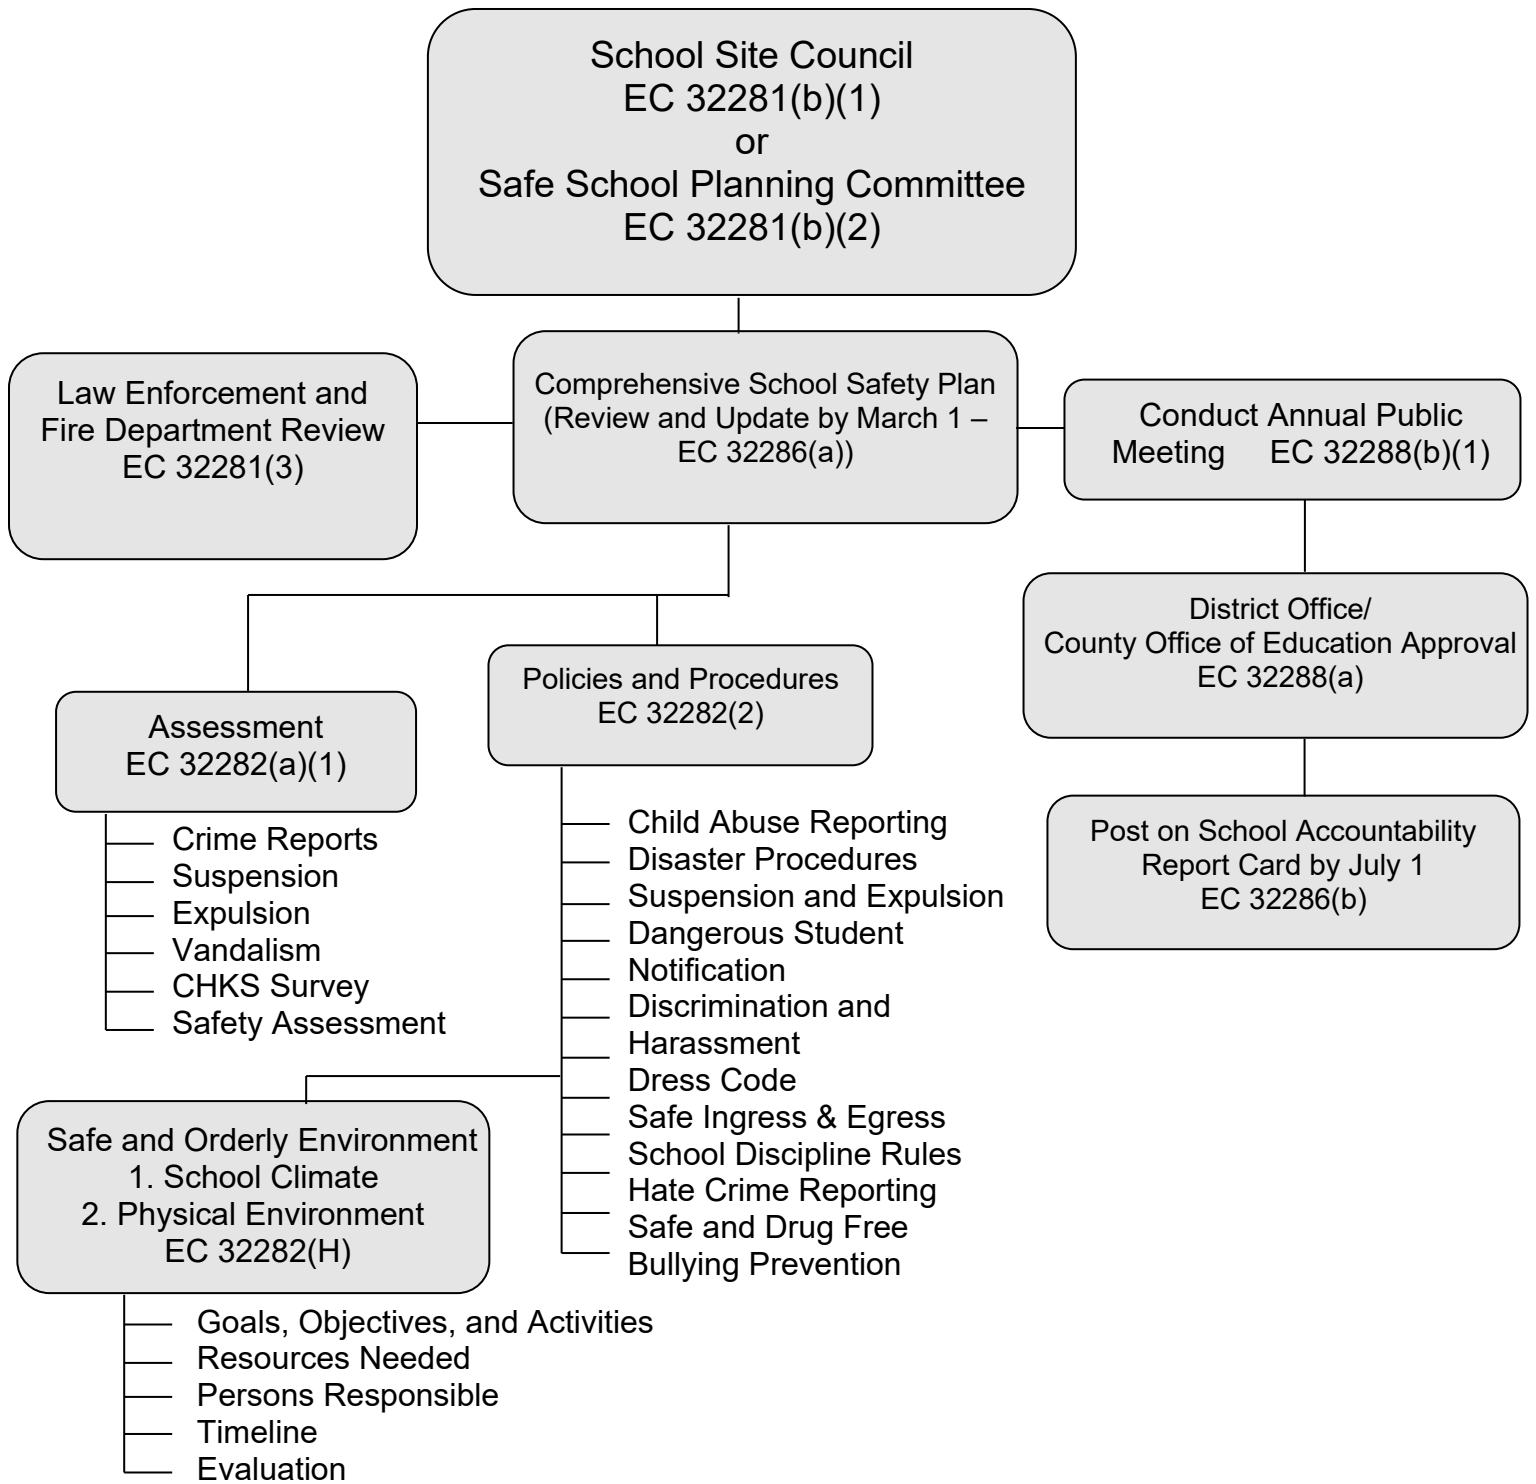 School Site Council
EC 32281(b)(1)
or
Safe School Planning Committee
EC 32281(b)(2)
Law Enforcement and
Fire Department Review
EC 32281(3)
Comprehensive School Safety Plan
(Review and Update by March 1 –
EC 32286(a))
Conduct Annual Public
Meeting EC 32288(b)(1)
District Office/
County Office of Education Approval
EC 32288(a)
Post on School Accountability
Report Card by July 1
EC 32286(b)
Assessment
EC 32282(a)(1)
Crime Reports
Suspension
Expulsion
Vandalism
CHKS Survey
Safety Assessment
Policies and Procedures
EC 32282(2)
Child Abuse Reporting
Disaster Procedures
Suspension and Expulsion
Dangerous Student
Notification
Discrimination and
Harassment
Dress Code
Safe Ingress & Egress
School Discipline Rules
Hate Crime Reporting
Safe and Drug Free
Bullying Prevention
Safe and Orderly Environment
1. School Climate
2. Physical Environment
EC 32282(H)
Goals, Objectives, and Activities
Resources Needed
Persons Responsible
Timeline
Evaluation